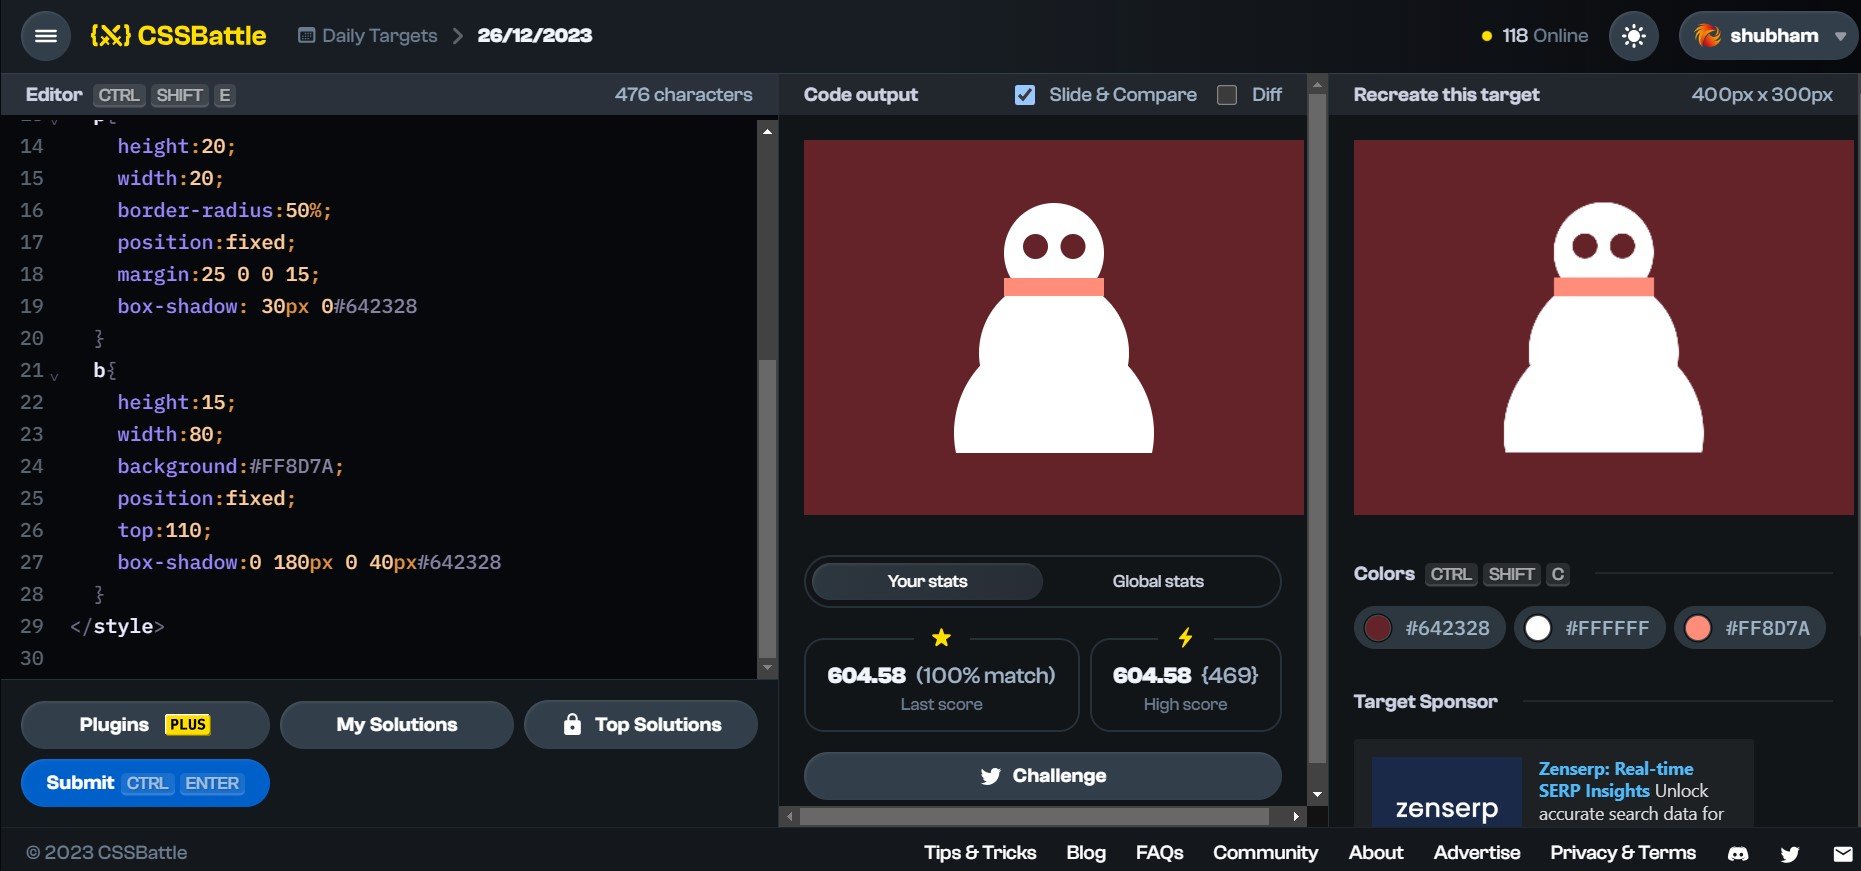 {X} CSSBattle
Daily Targets > 26/12/2023
118 Online
shubham
Editor CTRL SHIFT E
476 characters
14 height:20;
15 width:20;
16 border-radius:50%;
17 position:fixed;
18 margin:25 0 0 15;
19 box-shadow: 30px 0#642328
20 }
21 b{
22 height:15;
23 width:80;
24 background:#FF8D7A;
25 position:fixed;
26 top:110;
27 box-shadow:0 180px 0 40px#642328
28 }
29 </style>
30
Plugins PLUS
My Solutions
Top Solutions
Submit CTRL ENTER
Code output
Slide & Compare
Diff
Your stats
Global stats
604.58 (100% match)
Last score
604.58 {469}
High score
Challenge
Recreate this target
400px x 300px
Colors CTRL SHIFT C
#642328
#FFFFFF
#FF8D7A
Target Sponsor
zenserp
Zenserp: Real-time
SERP Insights Unlock
accurate search data for
© 2023 CSSBattle
Tips & Tricks
Blog
FAQs
Community
About
Advertise
Privacy & Terms